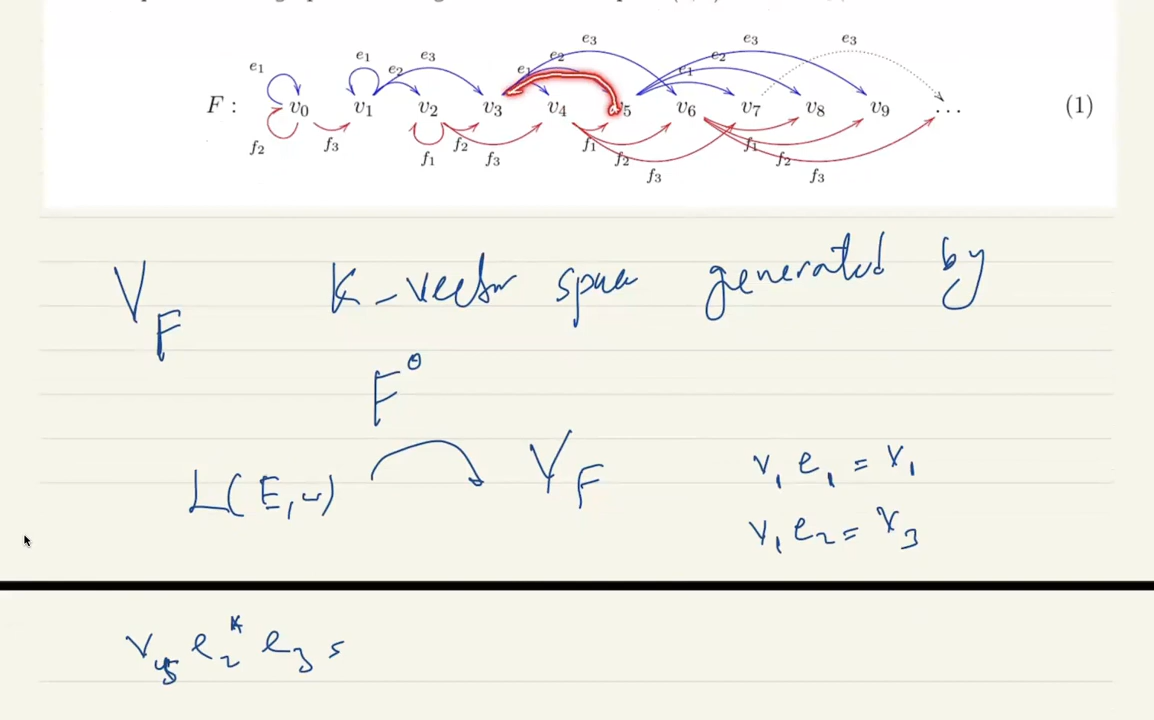 e₃ e₃ e₃
e₁ e₁ e₃ e₂ e₂
e₂ e₁ e₁
F : v₀ v₁ v₂ v₃ v₄ v₅ v₆ v₇ v₈ v₉ ... (1)
f₂ f₃ f₁ f₂ f₃ f₁ f₂ f₃ f₁ f₂ f₃
V_F K-vector space generated by
F⁰
L(E,w) V_F v₁ e₁ = v₁
v₁ e₂ = v₃
e₂* e₃ =